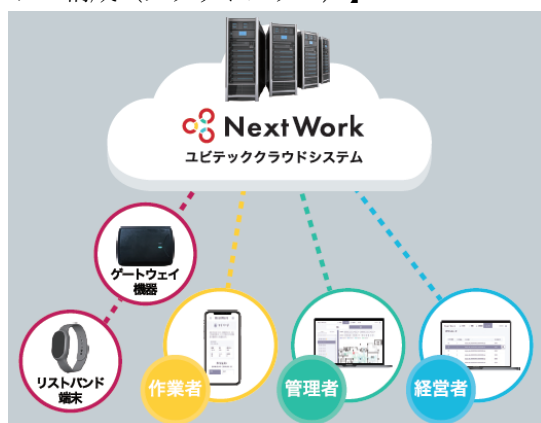 NextWork
ユビテッククラウドシステム
ゲートウェイ
機器
リストバンド
端末
作業者
管理者
経営者